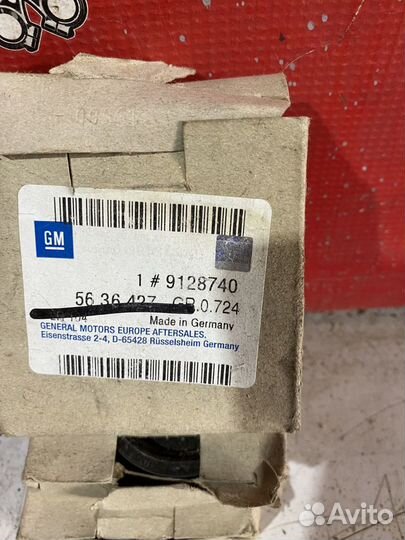 GM
1 # 9128740
56 36 427 GR.0.724
Made in Germany
GENERAL MOTORS EUROPE AFTERSALES,
Eisenstrasse 2-4, D-65428 Rüsselsheim Germany
Avito